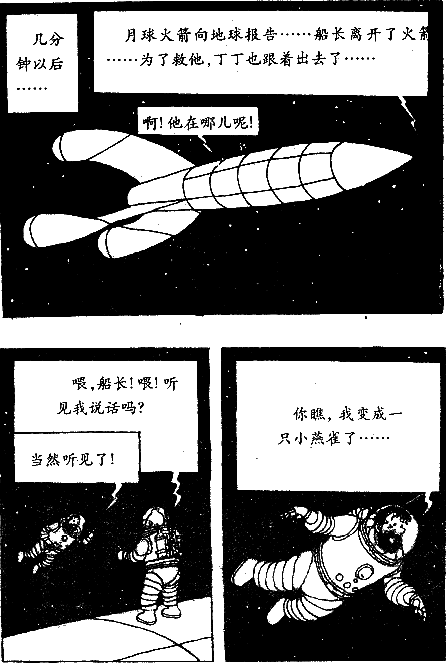 几分
钟以后
……
月球火箭向地球报告……船长离开了火箭
……为了救他,丁丁也跟着出去了……
啊!他在哪儿呢!
喂,船长!喂!听
见我说话吗?
当然听见了!
你瞧,我变成一
只小燕雀了……